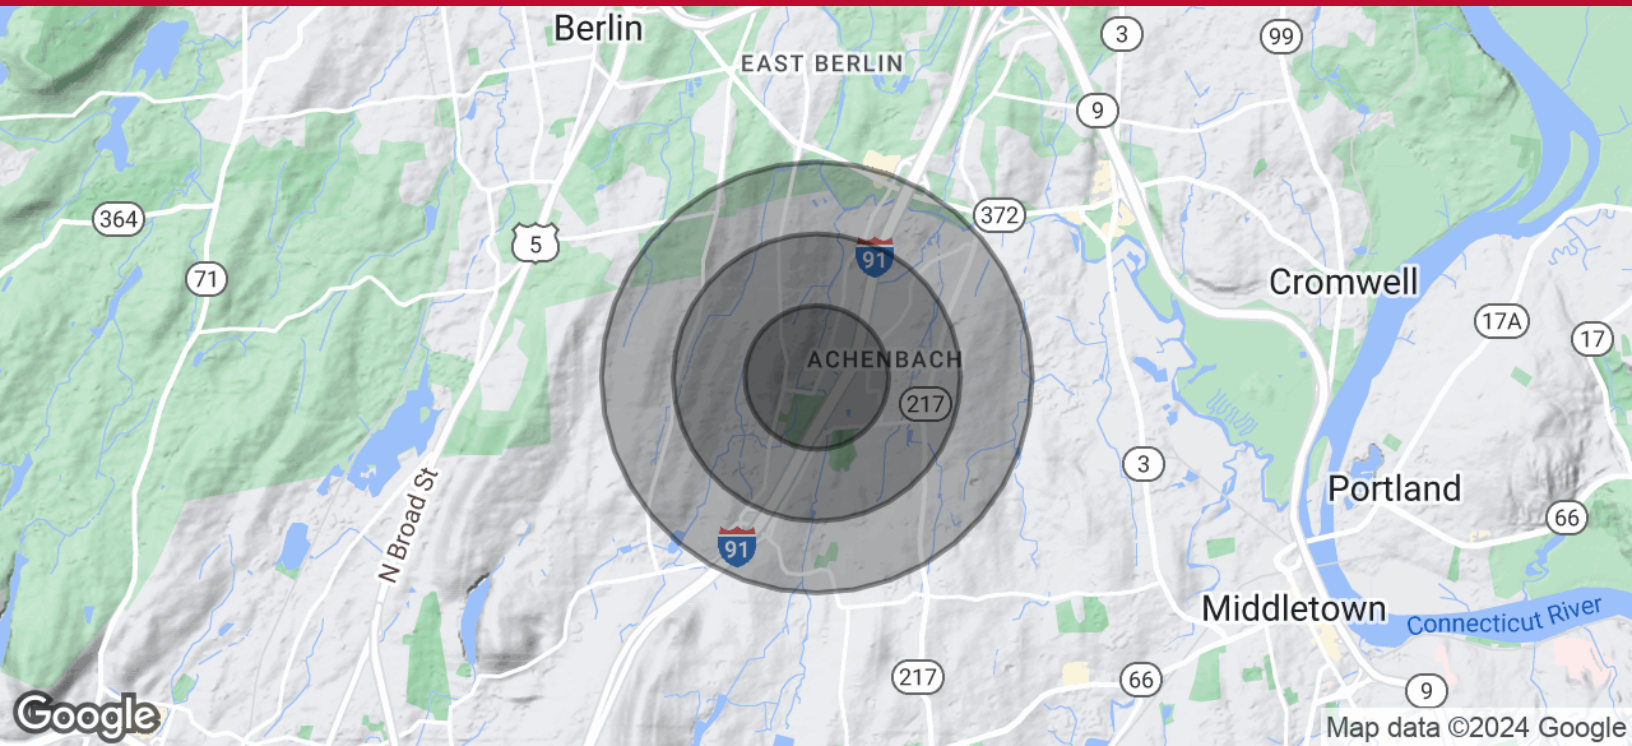 Berlin
3
99
EAST BERLIN
9
364
372
5
91
71
Cromwell
17A
17
ACHENBACH
217
3
Portland
66
N Broad St
91
Middletown
Connecticut River
217
66
9
Google
Map data ©2024 Google